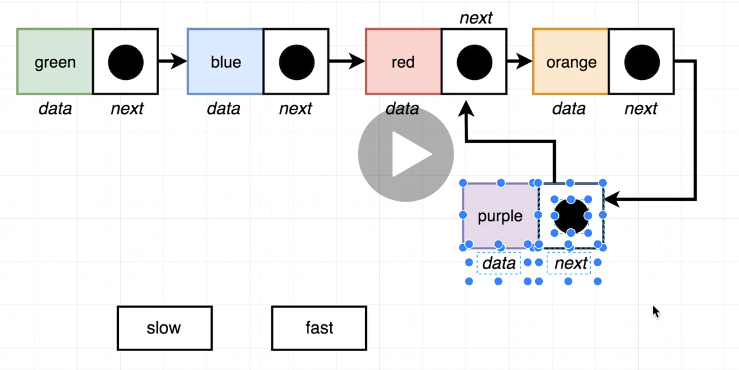 next
green
blue
red
orange
data next
data next
data
data next
purple
data next
slow
fast